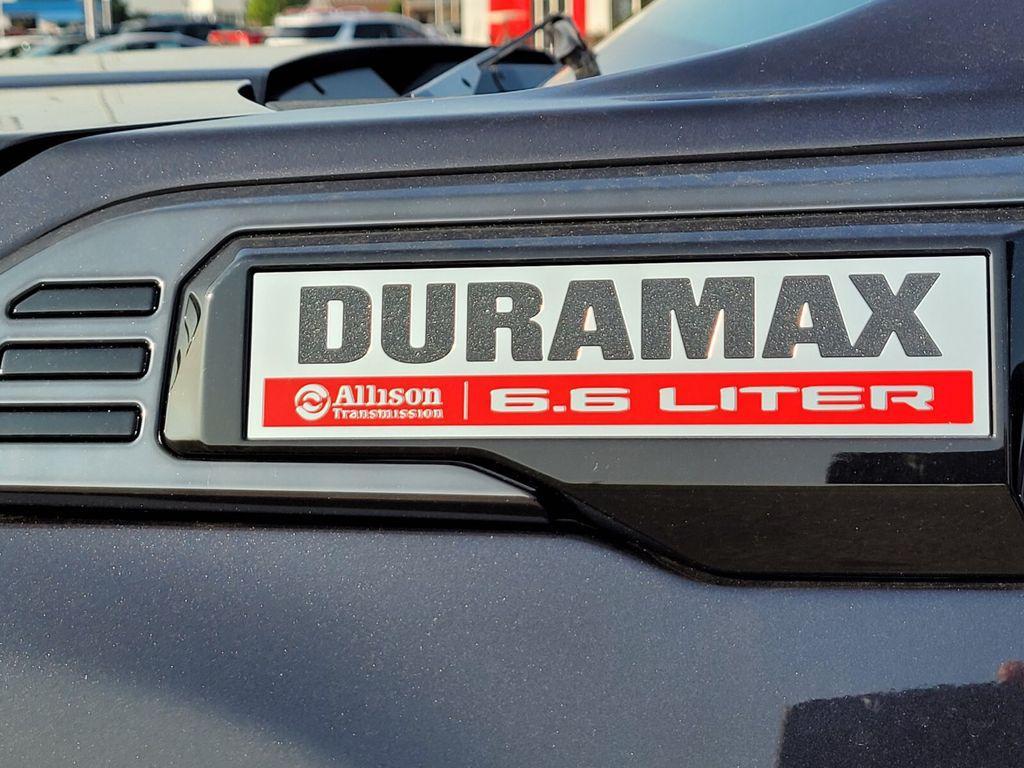 DURAMAX
Allison
Transmission
6.6 LITER